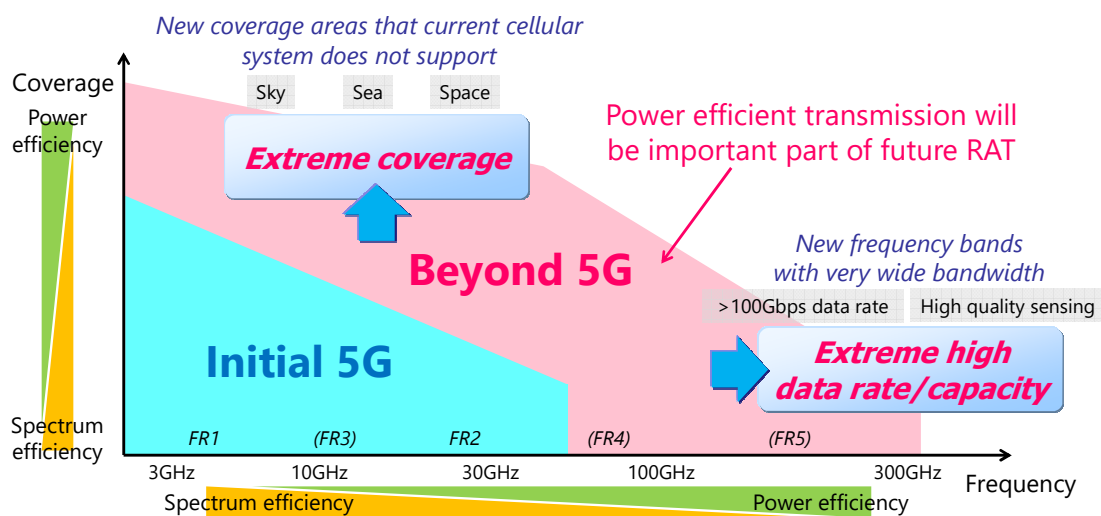 New coverage areas that current cellular
system does not support
Coverage
Sky
Sea
Space
Power
efficiency
Extreme coverage
Power efficient transmission will
be important part of future RAT
New frequency bands
with very wide bandwidth
Beyond 5G
>100Gbps data rate
High quality sensing
Initial 5G
Extreme high
data rate/capacity
Spectrum
efficiency
FR1
(FR3)
FR2
(FR4)
(FR5)
3GHz
10GHz
30GHz
100GHz
300GHz
Frequency
Spectrum efficiency
Power efficiency